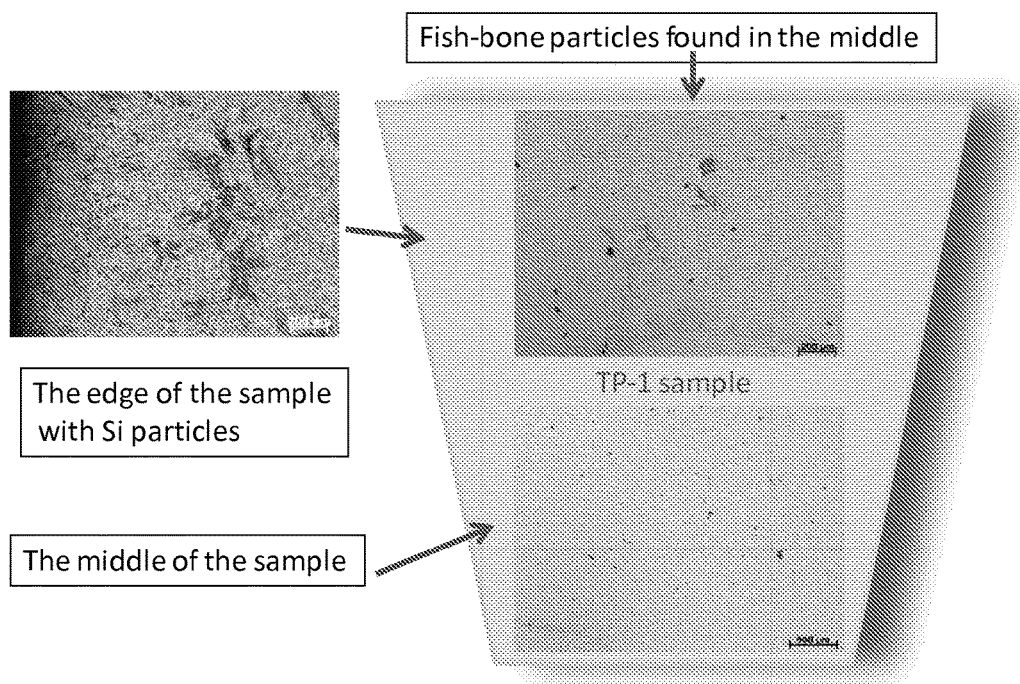 Fish-bone particles found in the middle
The edge of the sample
with Si particles
TP-1 sample
The middle of the sample